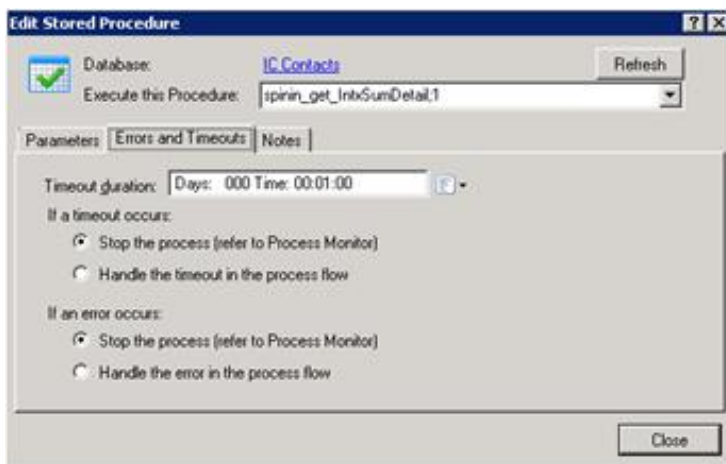 Edit Stored Procedure
Database: IC Contacts Refresh
Execute this Procedure: spinin_get_IntxSumDetail;1
Parameters Errors and Timeouts Notes
Timeout duration: Days: 000 Time: 00:01:00
If a timeout occurs:
Stop the process (refer to Process Monitor)
Handle the timeout in the process flow
If an error occurs:
Stop the process (refer to Process Monitor)
Handle the error in the process flow
Close